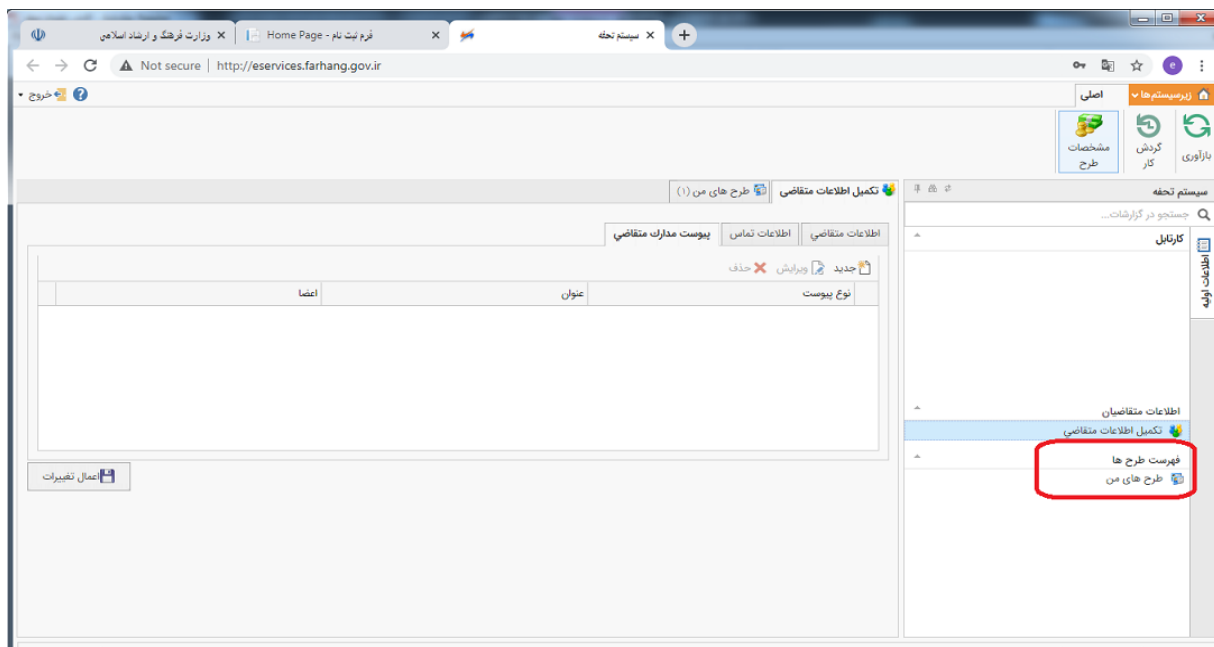 وزارت فرهنگ و ارشاد اسلامی
Home Page - فرم ثبت نام
سیستم تحفه
Not secure | http://eservices.farhang.gov.ir
e
خروج
زیرسیستم‌ها
اصلی
بازآوری
گردش کار
مشخصات طرح
سیستم تحفه
جستجو در گزارشات...
اطلاعات اولیه
کارتابل
اطلاعات متقاضیان
تکمیل اطلاعات متقاضی
فهرست طرح ها
طرح های من
تکمیل اطلاعات متقاضی
طرح های من (۱)
اطلاعات متقاضي
اطلاعات تماس
پیوست مدارك متقاضي
جدید ویرایش حذف
نوع پیوست
عنوان
اعضا
اعمال تغییرات